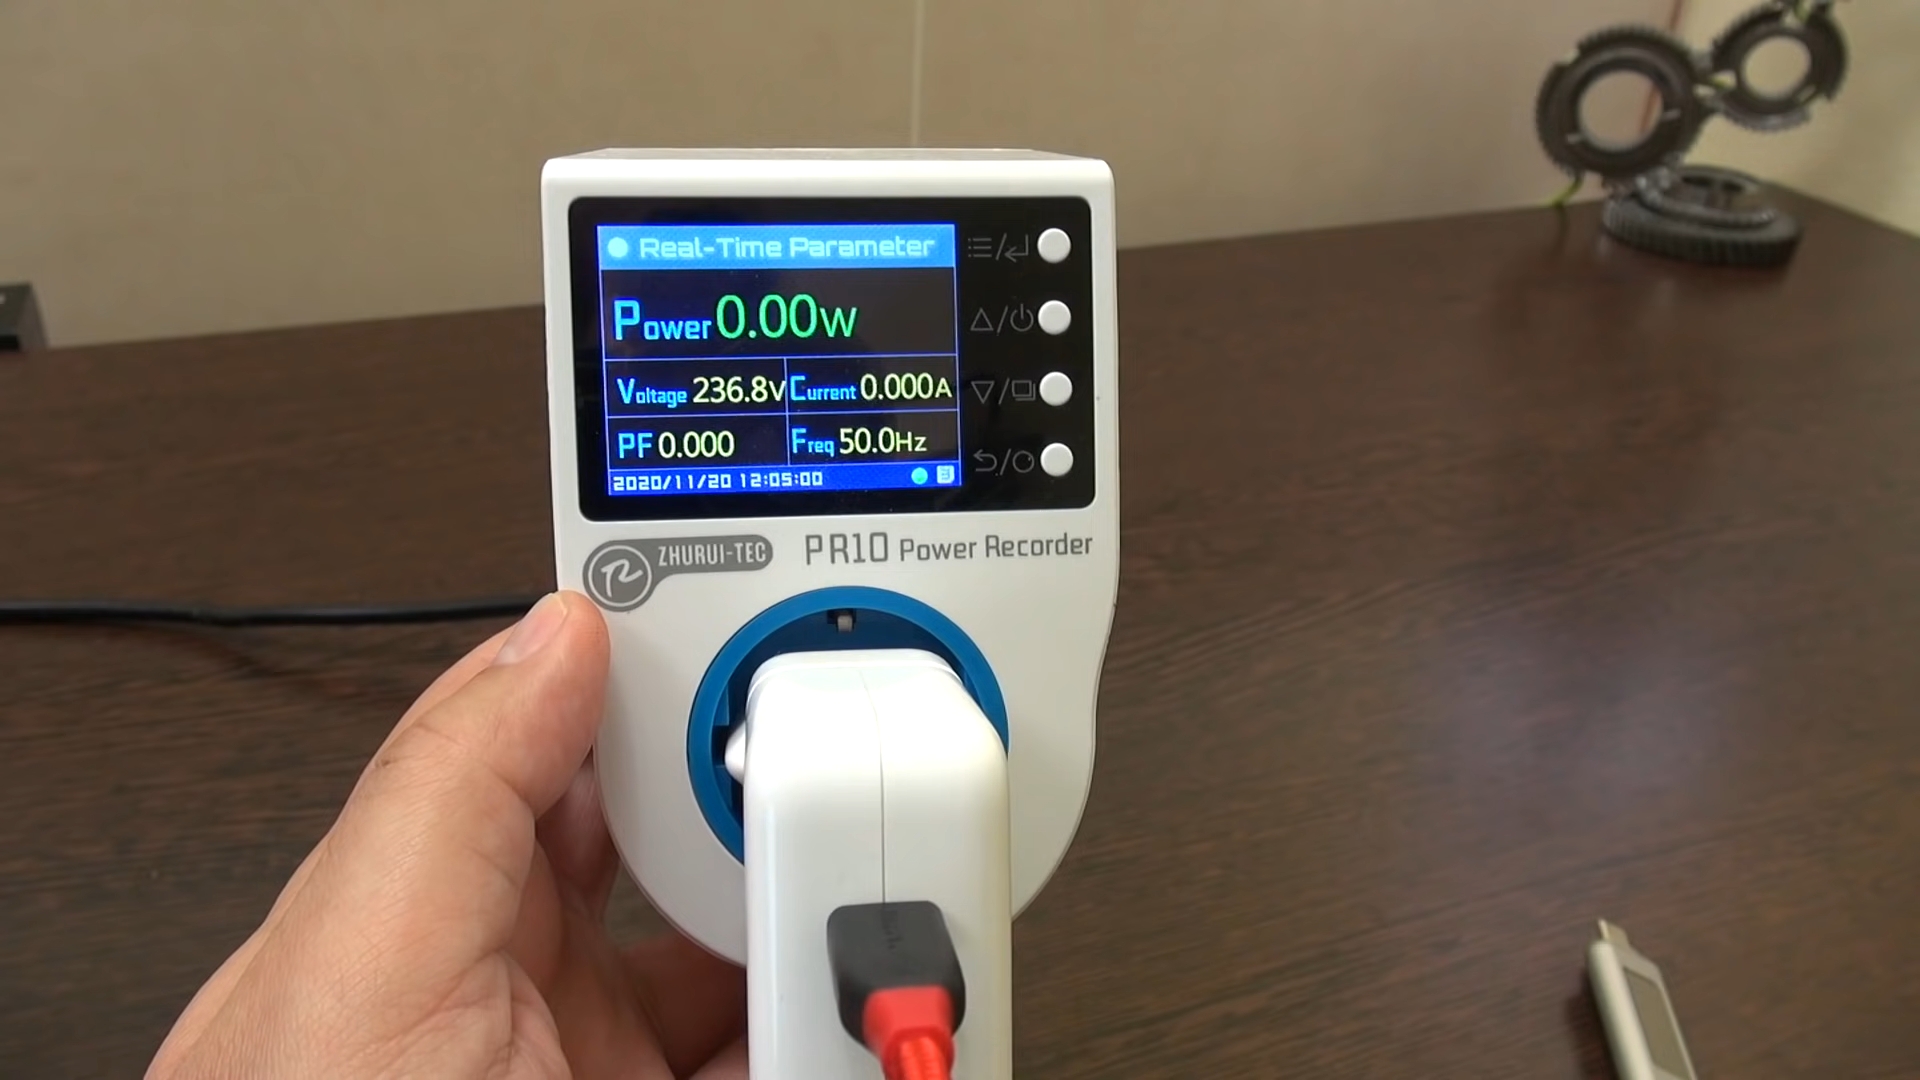 Real-Time Parameter
Power 0.00W
Voltage 236.8V Current 0.000A
PF 0.000 Freq 50.0Hz
2020/11/20 12:05:00
ZHURUI-TEC PR10 Power Recorder